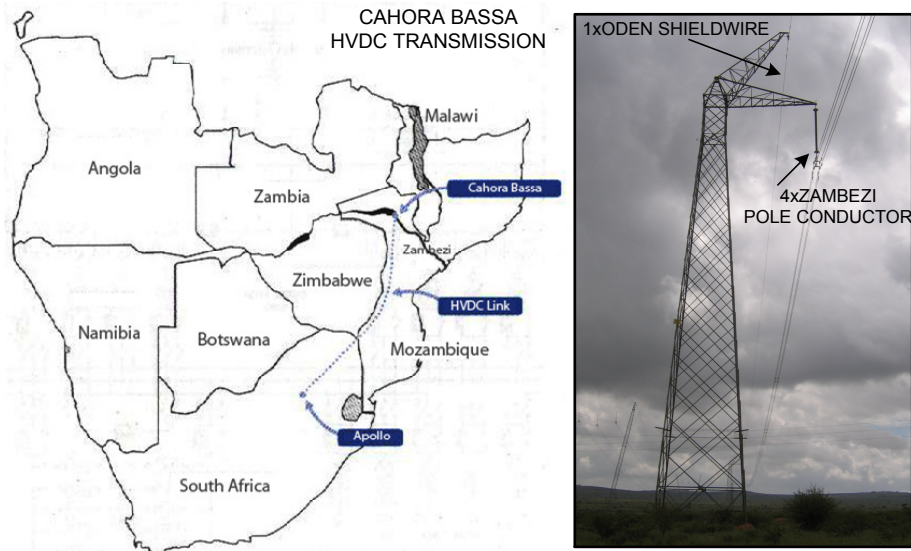 CAHORA BASSA
HVDC TRANSMISSION
Malawi
Angola
Zambia
Cahora Bassa
Zambezi
Zimbabwe
HVDC Link
Namibia
Botswana
Mozambique
Apollo
South Africa
1xODEN SHIELDWIRE
4xZAMBEZI
POLE CONDUCTOR